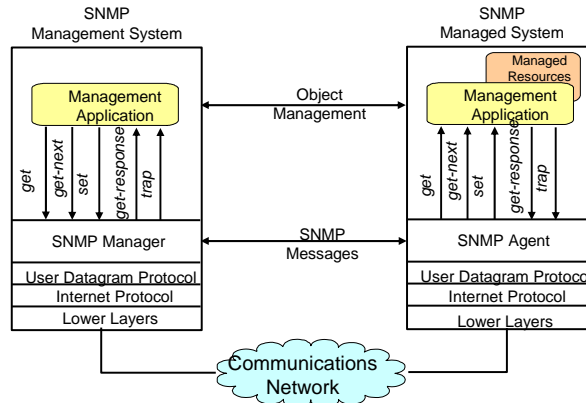 SNMP
Management System
SNMP
Managed System
Managed
Resources
Management
Application
Object
Management
Management
Application
get
get-next
set
get-response
trap
get
get-next
set
get-response
trap
SNMP Manager
SNMP
Messages
SNMP Agent
User Datagram Protocol
User Datagram Protocol
Internet Protocol
Internet Protocol
Lower Layers
Lower Layers
Communications
Network